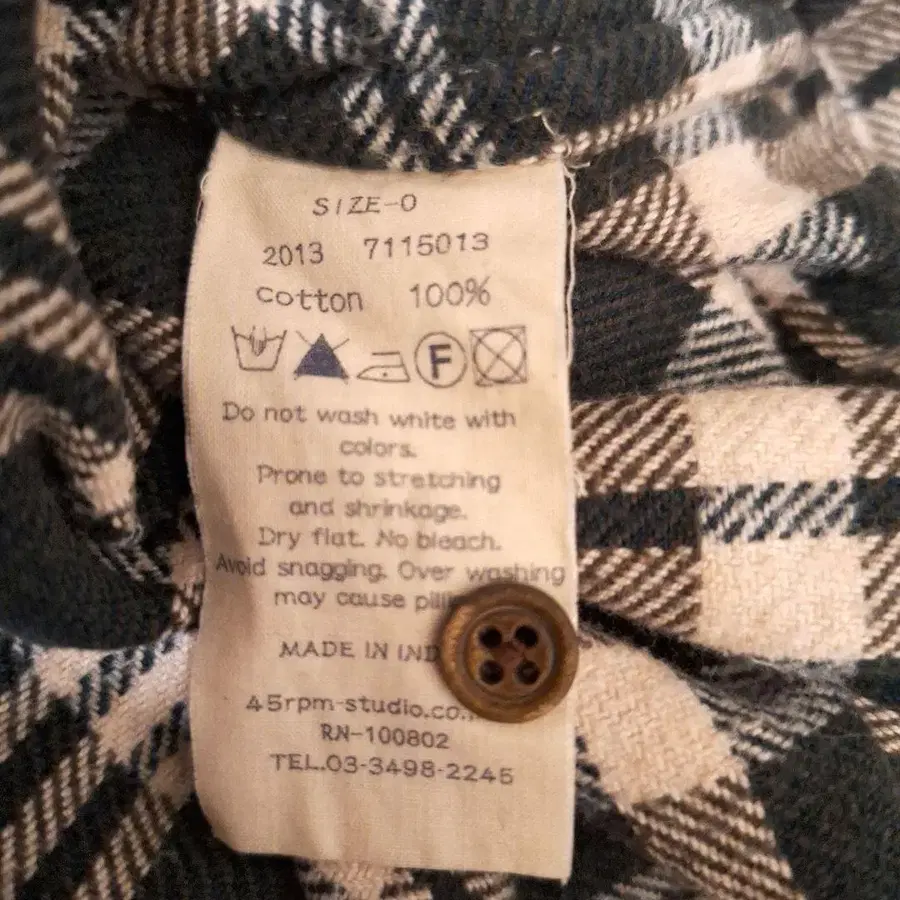 SIZE-0
2013 7115013
cotton 100%
F
Do not wash white with
colors.
Prone to stretching
and shrinkage.
Dry flat. No bleach.
Avoid snagging. Over washing
may cause
MADE IN
45rpm-studio.co.
RN-100802
TEL.03-3498-2245